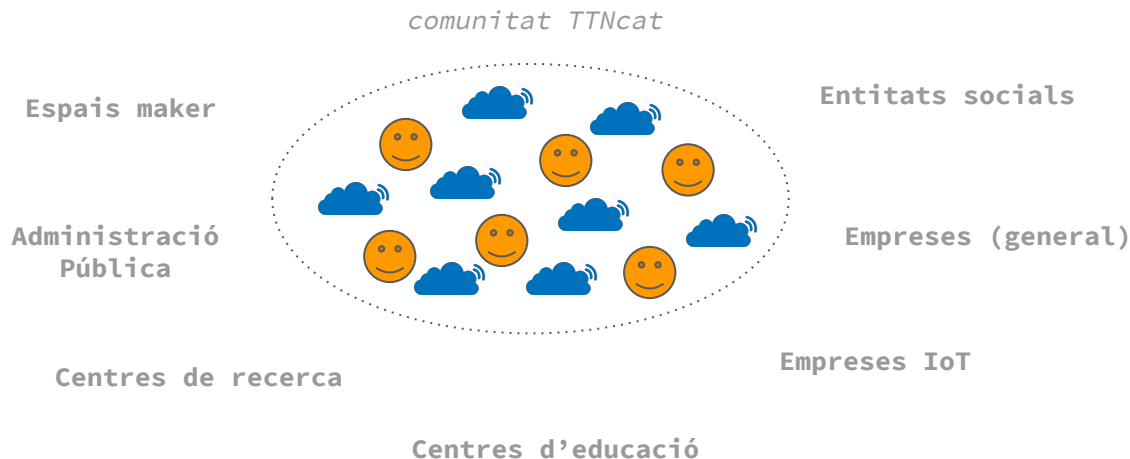 comunitat TTNcat
Espais maker
Entitats socials
Administració
Pública
Empreses (general)
Centres de recerca
Empreses IoT
Centres d’educació